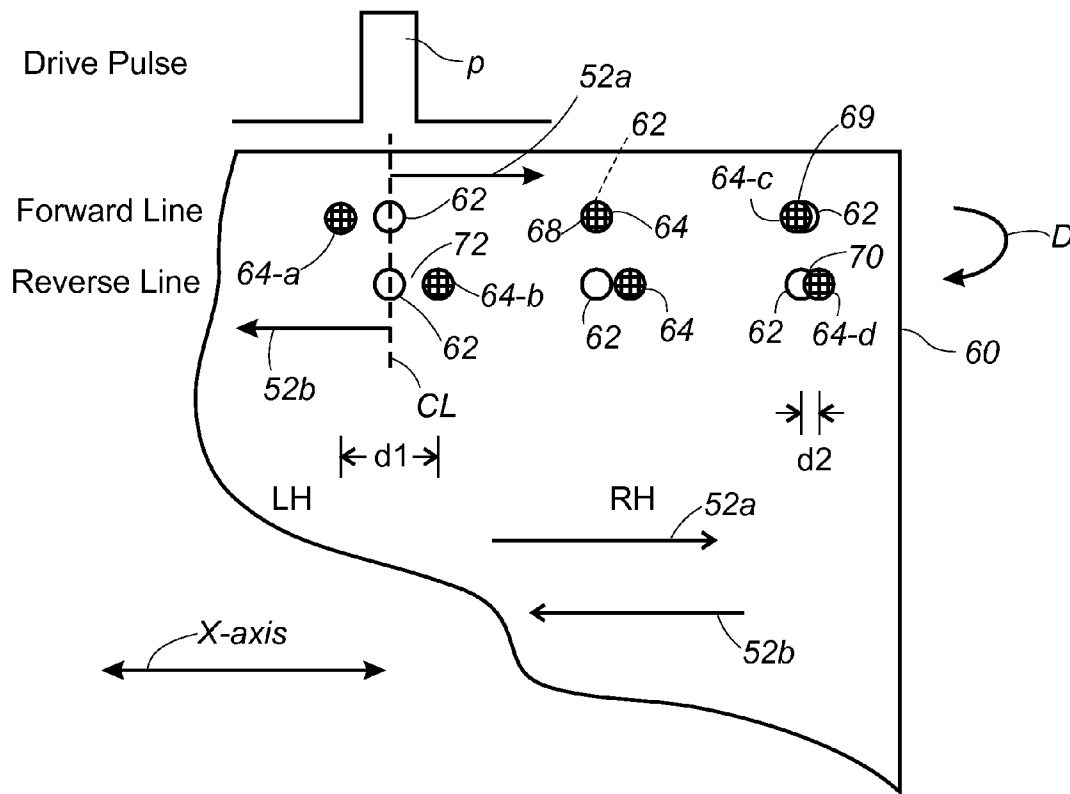 Drive Pulse
p
52a
62
69
64-c
Forward Line
62
68
64
62
D
64-a
72
70
Reverse Line
64-b
62
62
64
62
64-d
60
52b
CL
d1
d2
LH
RH
52a
X-axis
52b